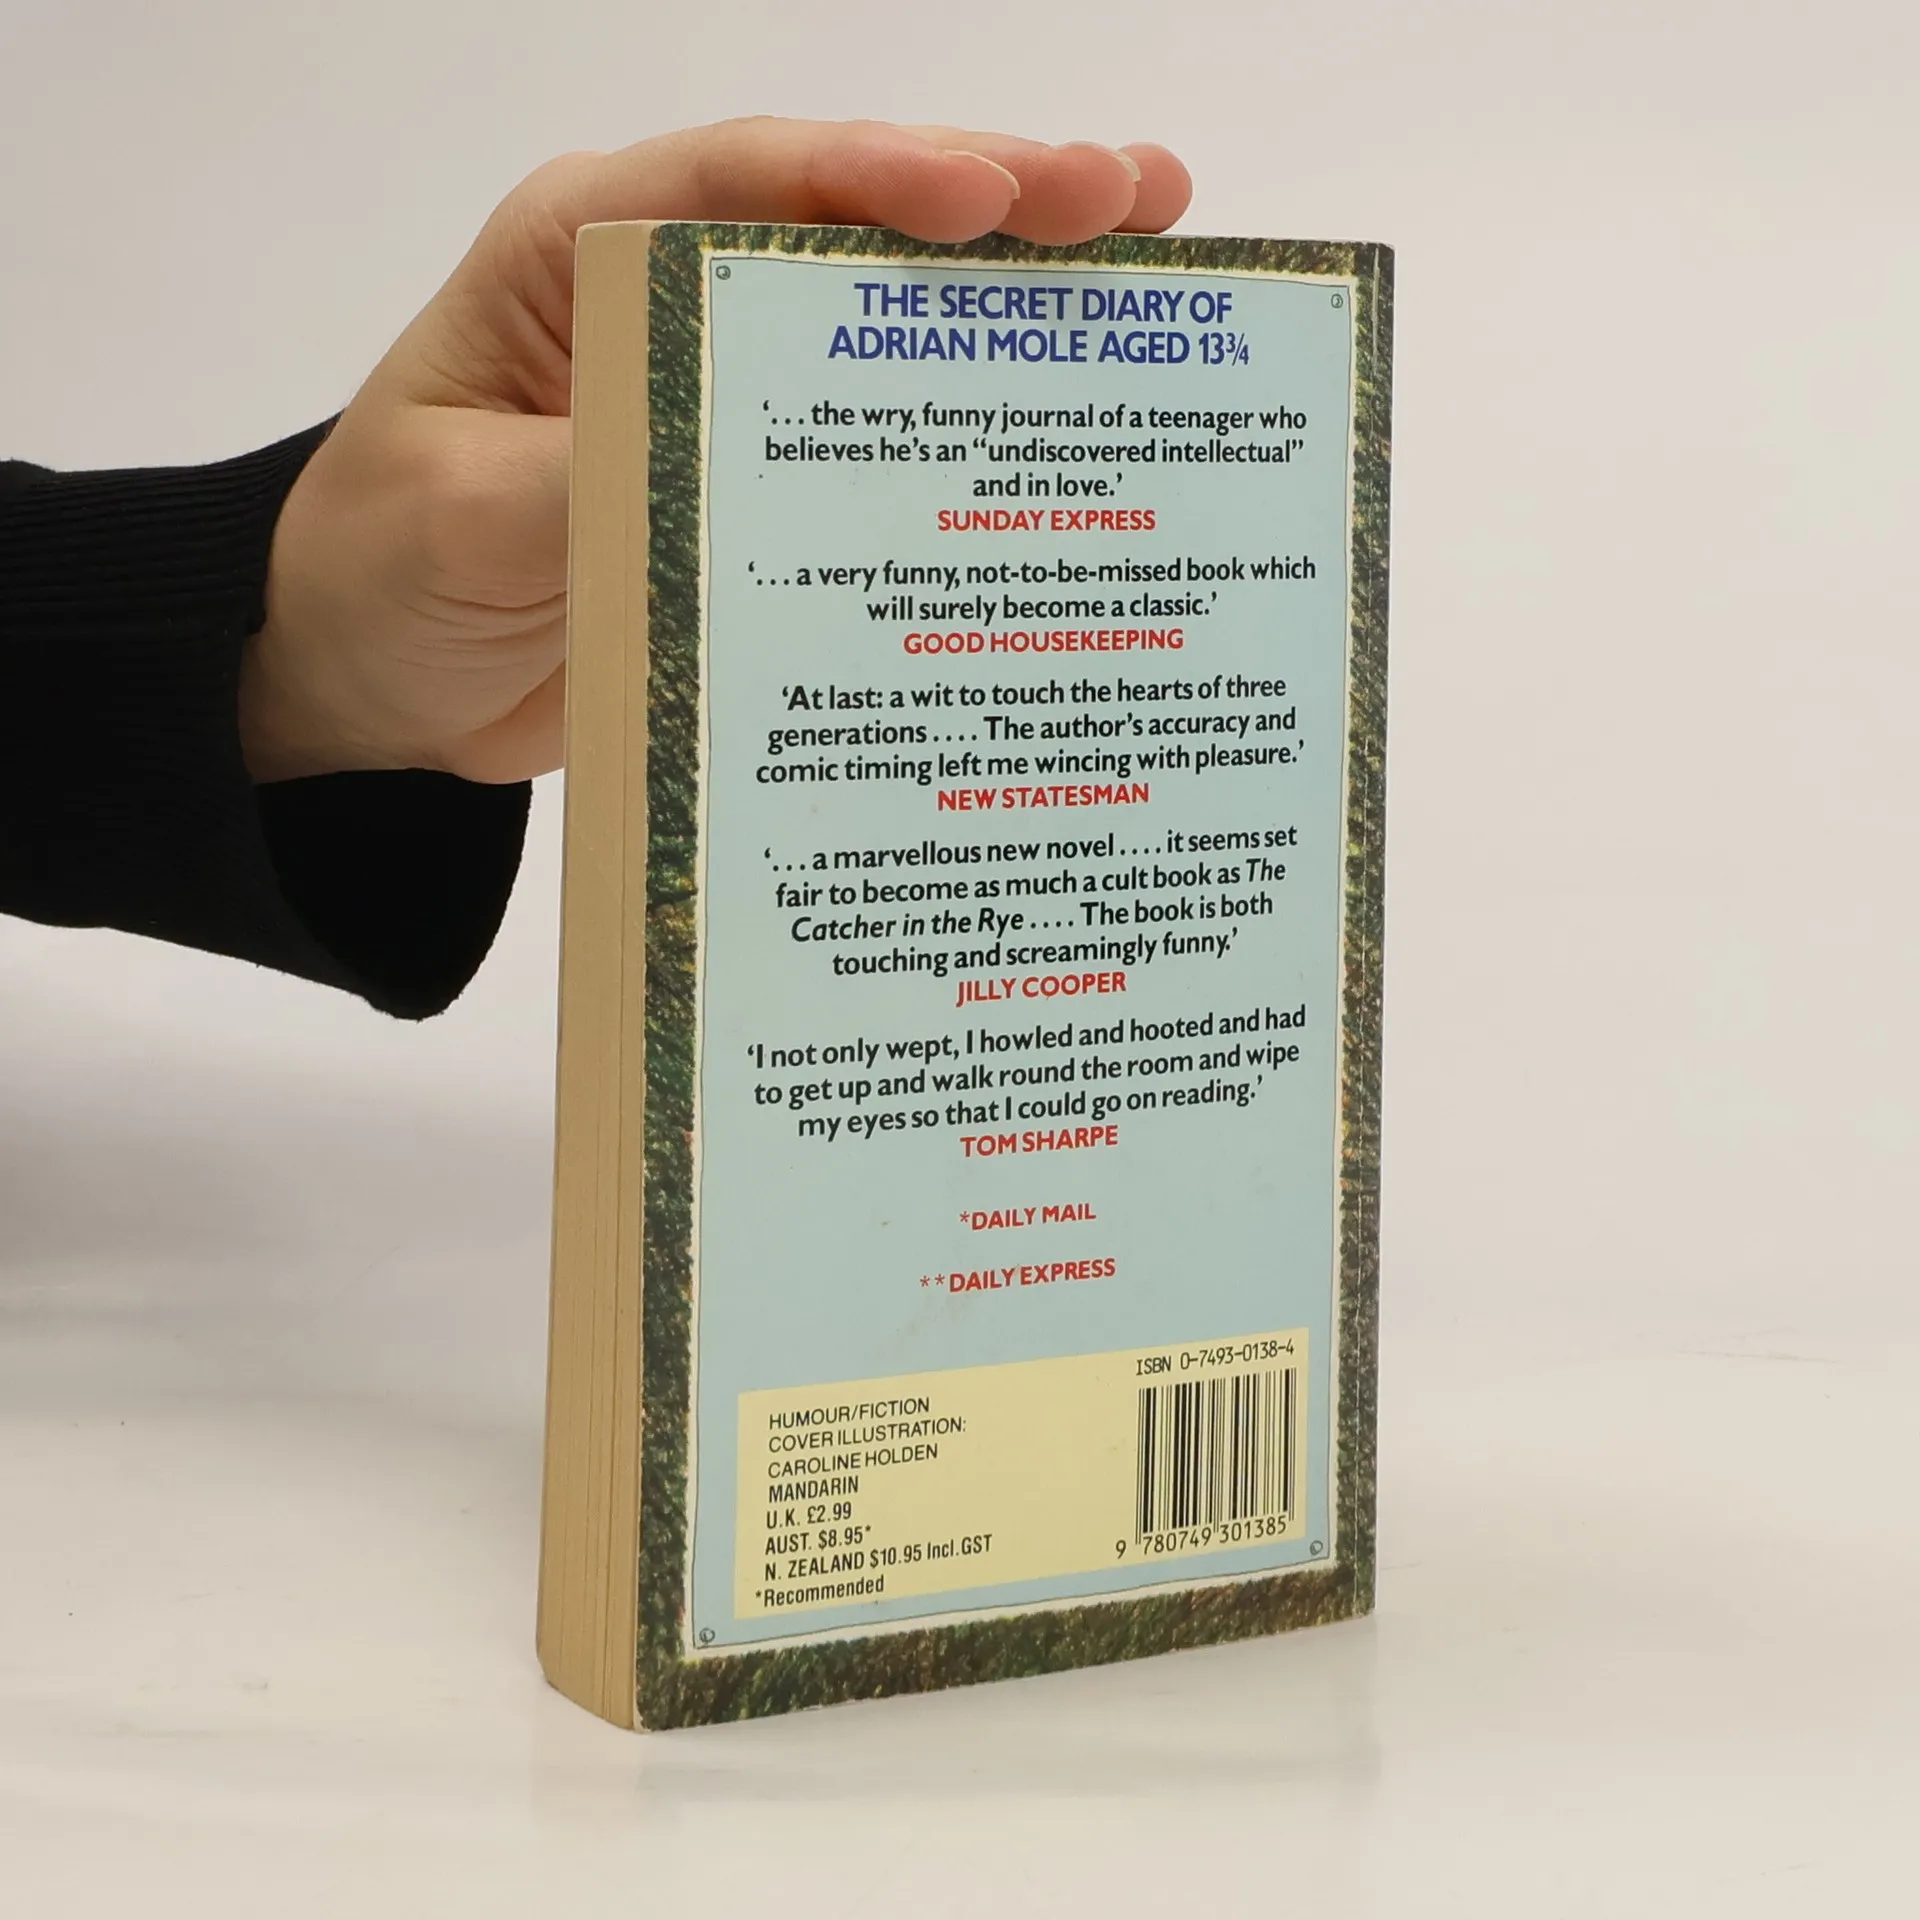 THE SECRET DIARY OF
ADRIAN MOLE AGED 13¾
‘... the wry, funny journal of a teenager who
believes he’s an “undiscovered intellectual”
and in love.’
SUNDAY EXPRESS
‘... a very funny, not-to-be-missed book which
will surely become a classic.’
GOOD HOUSEKEEPING
‘At last: a wit to touch the hearts of three
generations .... The author’s accuracy and
comic timing left me wincing with pleasure.’
NEW STATESMAN
‘... a marvellous new novel .... it seems set
fair to become as much a cult book as The
Catcher in the Rye .... The book is both
touching and screamingly funny.’
JILLY COOPER
‘I not only wept, I howled and hooted and had
to get up and walk round the room and wipe
my eyes so that I could go on reading.’
TOM SHARPE
*DAILY MAIL
**DAILY EXPRESS
HUMOUR/FICTION
COVER ILLUSTRATION:
CAROLINE HOLDEN
MANDARIN
U.K. £2.99
AUST. $8.95*
N. ZEALAND $10.95 Incl. GST
*Recommended
ISBN 0-7493-0138-4
9 780749 301385